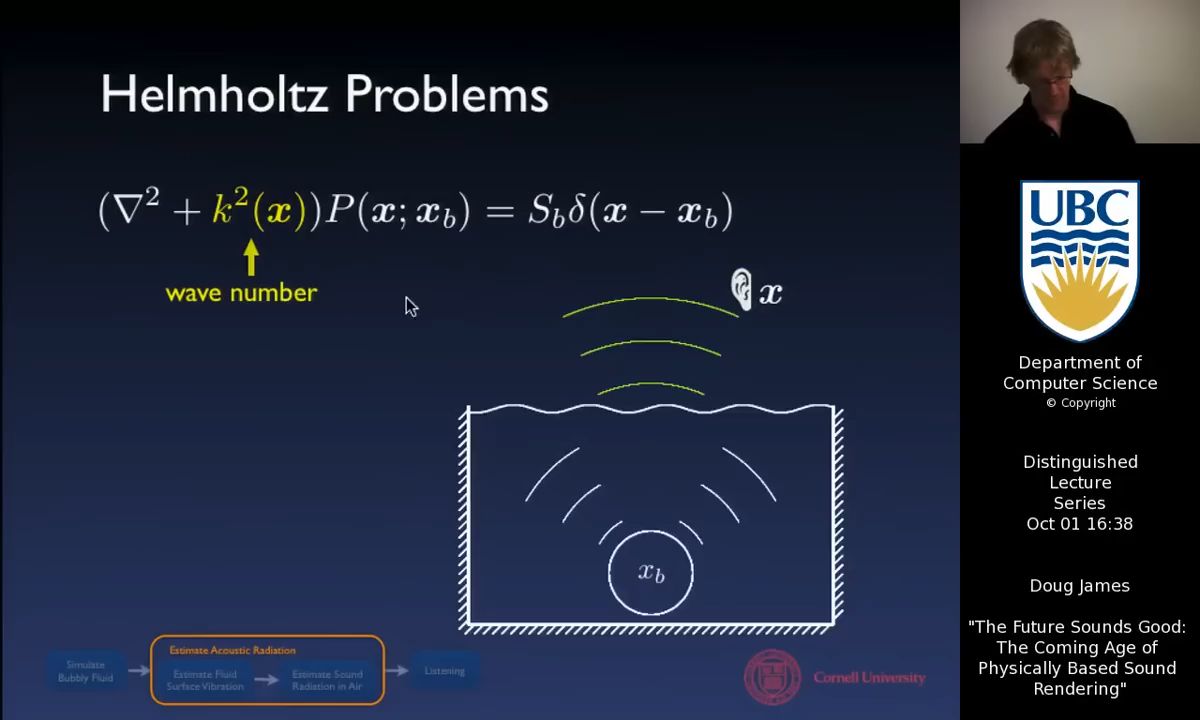 Helmholtz Problems
(∇² + k²(x))P(x; x_b) = S_bδ(x − x_b)
wave number
x
x_b
Estimate Acoustic Radiation
Simulate
Bubbly Fluid
Estimate Fluid
Surface Vibration
Estimate Sound
Radiation in Air
Listening
Cornell University
UBC
Department of
Computer Science
© Copyright
Distinguished
Lecture
Series
Oct 01 16:38
Doug James
"The Future Sounds Good:
The Coming Age of
Physically Based Sound
Rendering"